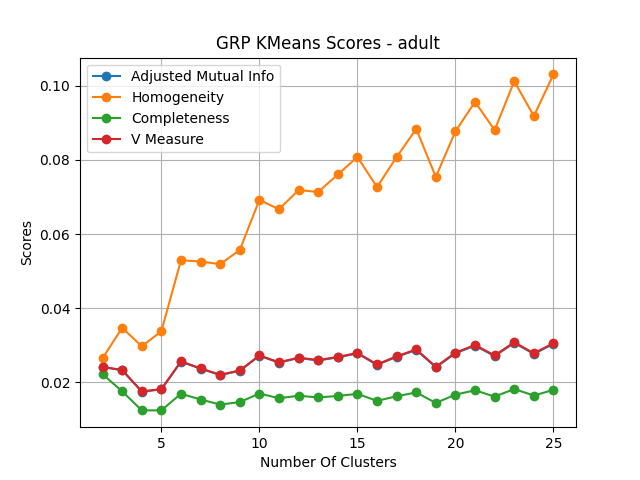 GRP KMeans Scores - adult
Adjusted Mutual Info
Homogeneity
Completeness
V Measure
0.10
0.08
0.06
0.04
0.02
Scores
5
10
15
20
25
Number Of Clusters